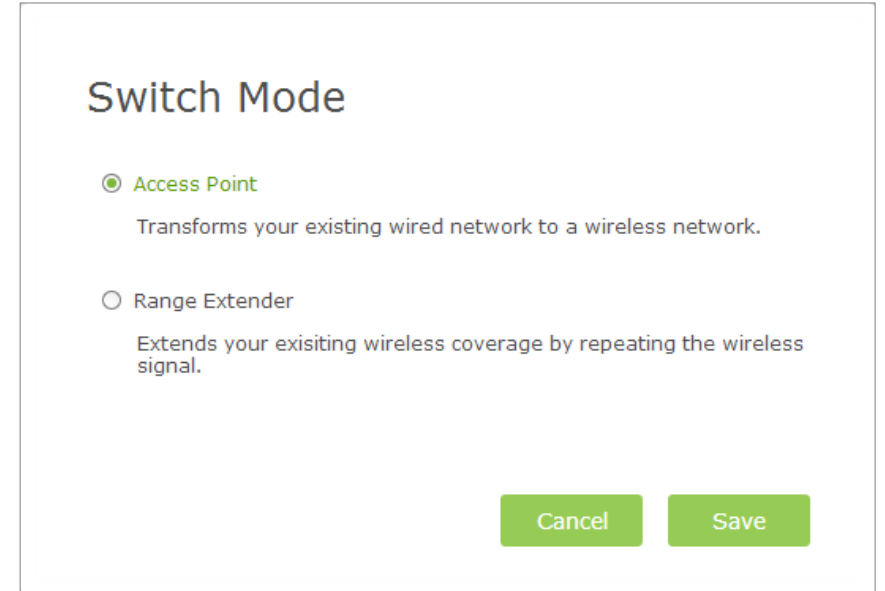 Switch Mode
Access Point
Transforms your existing wired network to a wireless network.
Range Extender
Extends your exisiting wireless coverage by repeating the wireless
signal.
Cancel
Save